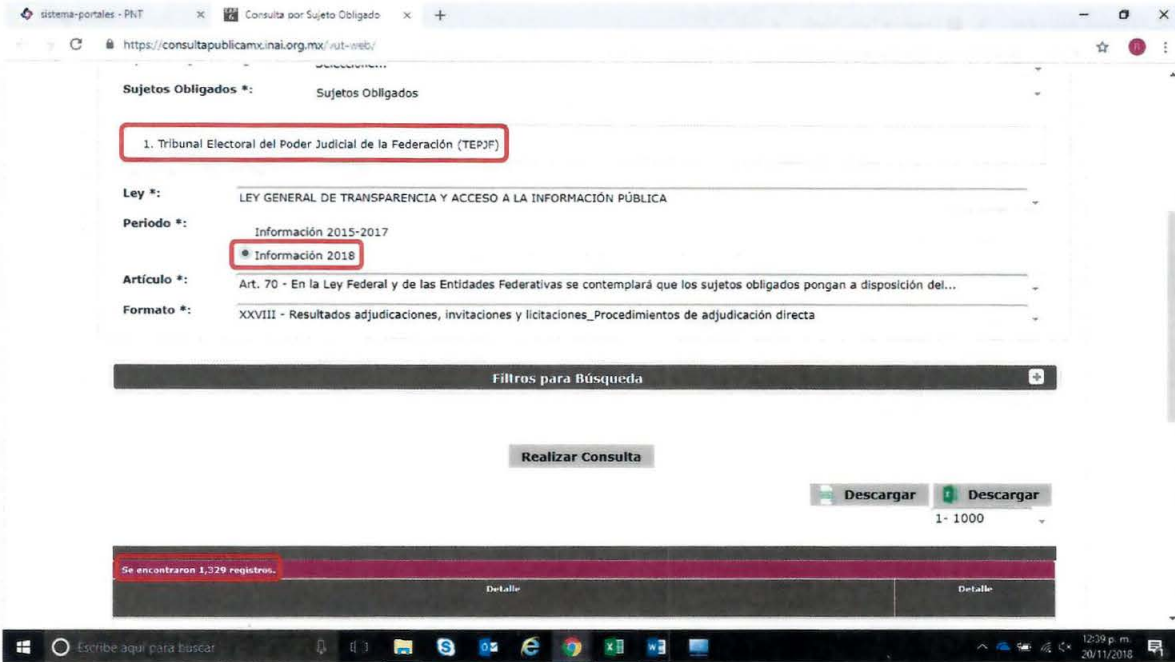 sistema-portales - PNT
Consulta por Sujeto Obligado
https://consultapublicamx.inai.org.mx/vut-web/
Sujetos Obligados *:
Sujetos Obligados
1. Tribunal Electoral del Poder Judicial de la Federación (TEPJF)
Ley *:
LEY GENERAL DE TRANSPARENCIA Y ACCESO A LA INFORMACIÓN PÚBLICA
Periodo *:
Información 2015-2017
Información 2018
Artículo *:
Art. 70 - En la Ley Federal y de las Entidades Federativas se contemplará que los sujetos obligados pongan a disposición del...
Formato *:
XXVIII - Resultados adjudicaciones, invitaciones y licitaciones_Procedimientos de adjudicación directa
Filtros para Búsqueda
Realizar Consulta
Descargar
Descargar
1- 1000
Se encontraron 1,329 registros.
Detalle
Detalle
Escribe aquí para buscar
12:39 p. m.
20/11/2018